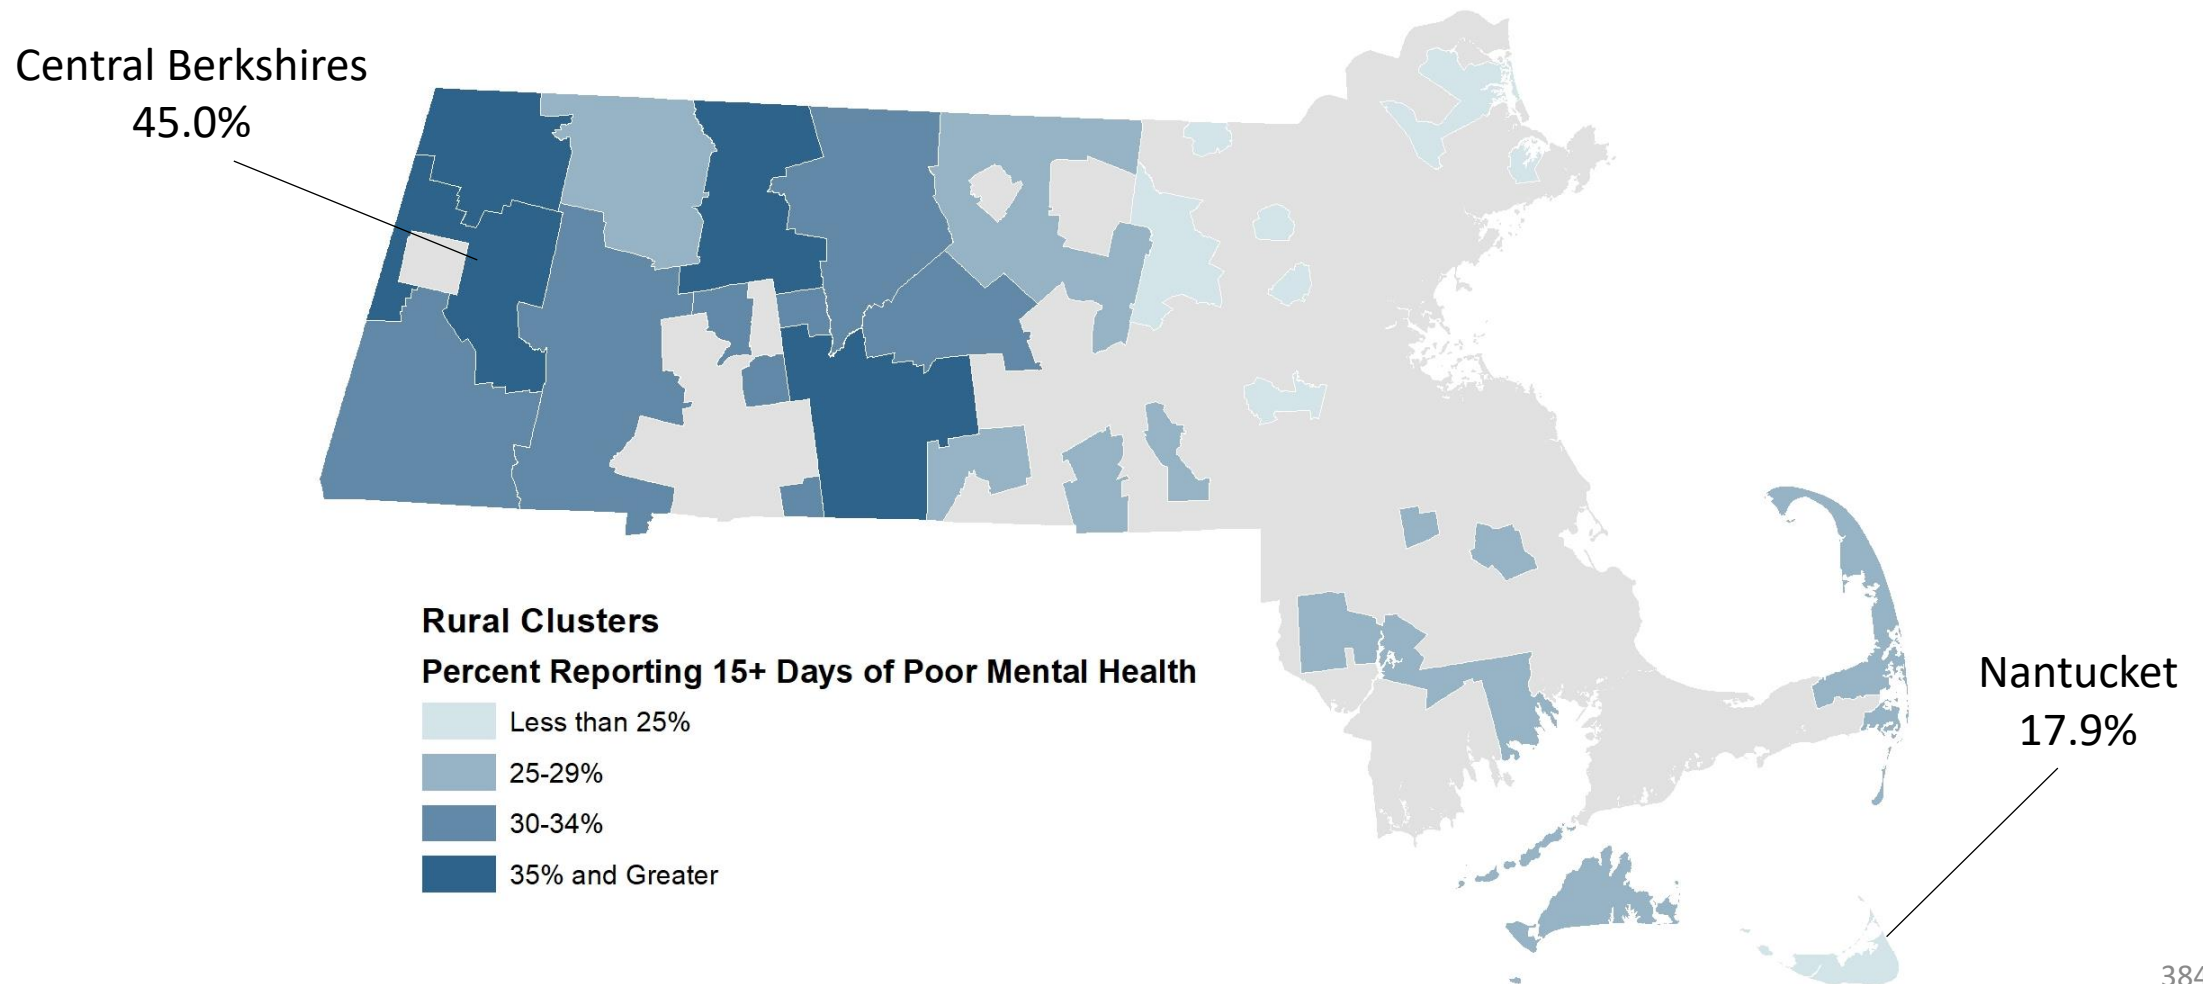 Central Berkshires
45.0%
Rural Clusters
Percent Reporting 15+ Days of Poor Mental Health
Less than 25%
25-29%
30-34%
35% and Greater
Nantucket
17.9%
384